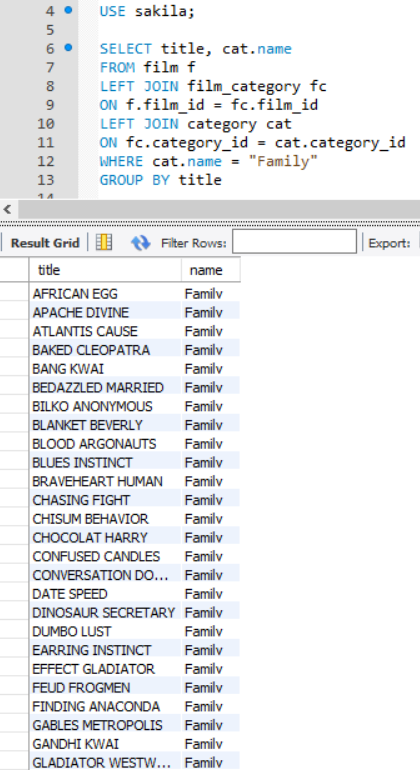 4 USE sakila;
5
6 SELECT title, cat.name
7 FROM film f
8 LEFT JOIN film_category fc
9 ON f.film_id = fc.film_id
10 LEFT JOIN category cat
11 ON fc.category_id = cat.category_id
12 WHERE cat.name = "Family"
13 GROUP BY title
14
Result Grid Filter Rows: Export:
title name
AFRICAN EGG Family
APACHE DIVINE Family
ATLANTIS CAUSE Family
BAKED CLEOPATRA Family
BANG KWAI Family
BEDAZZLED MARRIED Family
BILKO ANONYMOUS Family
BLANKET BEVERLY Family
BLOOD ARGONAUTS Family
BLUES INSTINCT Family
BRAVEHEART HUMAN Family
CHASING FIGHT Family
CHISUM BEHAVIOR Family
CHOCOLAT HARRY Family
CONFUSED CANDLES Family
CONVERSATION DO... Family
DATE SPEED Family
DINOSAUR SECRETARY Family
DUMBO LUST Family
EARRING INSTINCT Family
EFFECT GLADIATOR Family
FEUD FROGMEN Family
FINDING ANACONDA Family
GABLES METROPOLIS Family
GANDHI KWAI Family
GLADIATOR WESTW... Family